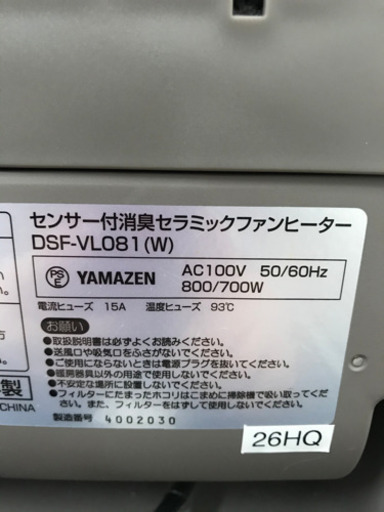 センサー付消臭セラミックファンヒーター
DSF-VL081(W)
PS
E
YAMAZEN
AC100V 50/60Hz
800/700W
電流ヒューズ 15A 温度ヒューズ 93℃
お願い
●取扱説明書は必ずよくお読みください。
●送風口や吸気口をふさがないでください。
●ご使用にならないときは電源プラグを抜いてください。
●暖房器具以外の用途で使用しないでください。
●不安定な場所に設置しないでください。
●フィルターにたまったホコリはこまめに掃除機で吸い取ってください。
また、フィルターをはずして使用しないでください。
製造番号 4002030
製
CHINA
26HQ